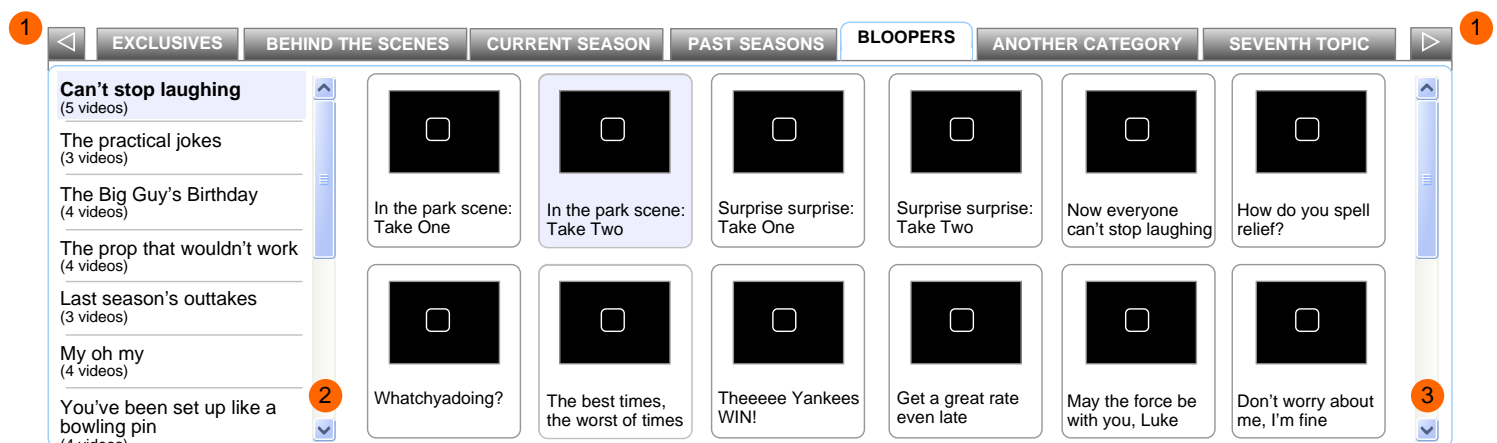 1
1
EXCLUSIVES
BEHIND THE SCENES
CURRENT SEASON
PAST SEASONS
BLOOPERS
ANOTHER CATEGORY
SEVENTH TOPIC
Can’t stop laughing
(5 videos)
The practical jokes
(3 videos)
The Big Guy’s Birthday
(4 videos)
The prop that wouldn’t work
(4 videos)
Last season’s outtakes
(3 videos)
My oh my
(4 videos)
You’ve been set up like a
bowling pin
(4 videos)
2
In the park scene:
Take One
In the park scene:
Take Two
Surprise surprise:
Take One
Surprise surprise:
Take Two
Now everyone
can’t stop laughing
How do you spell
relief?
Whatchyadoing?
The best times,
the worst of times
Theeeee Yankees
WIN!
Get a great rate
even late
May the force be
with you, Luke
Don’t worry about
me, I’m fine
3